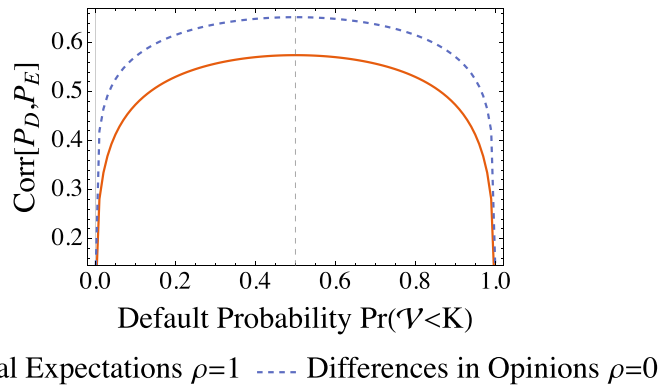 0.6
0.5
0.4
0.3
0.2
Corr[P_D,P_E]
0.0 0.2 0.4 0.6 0.8 1.0
Default Probability Pr(𝒱<K)
al Expectations ρ=1 Differences in Opinions ρ=0